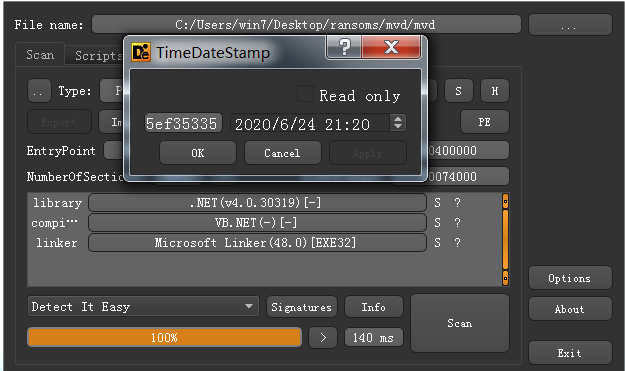 File name: C:/Users/win7/Desktop/ransoms/mvd/mvd ...
Scan Scripts
TimeDateStamp ?
Read only
.. Type: P S H
5ef35335 2020/6/24 21:20
Export Im PE
OK Cancel Apply
EntryPoint 0400000
NumberOfSecti 0074000
library .NET(v4.0.30319)[-] S ?
compi... VB.NET(-)[-] S ?
linker Microsoft Linker(48.0)[EXE32] S ?
Options
Detect It Easy Signatures Info Scan About
100% > 140 ms
Exit